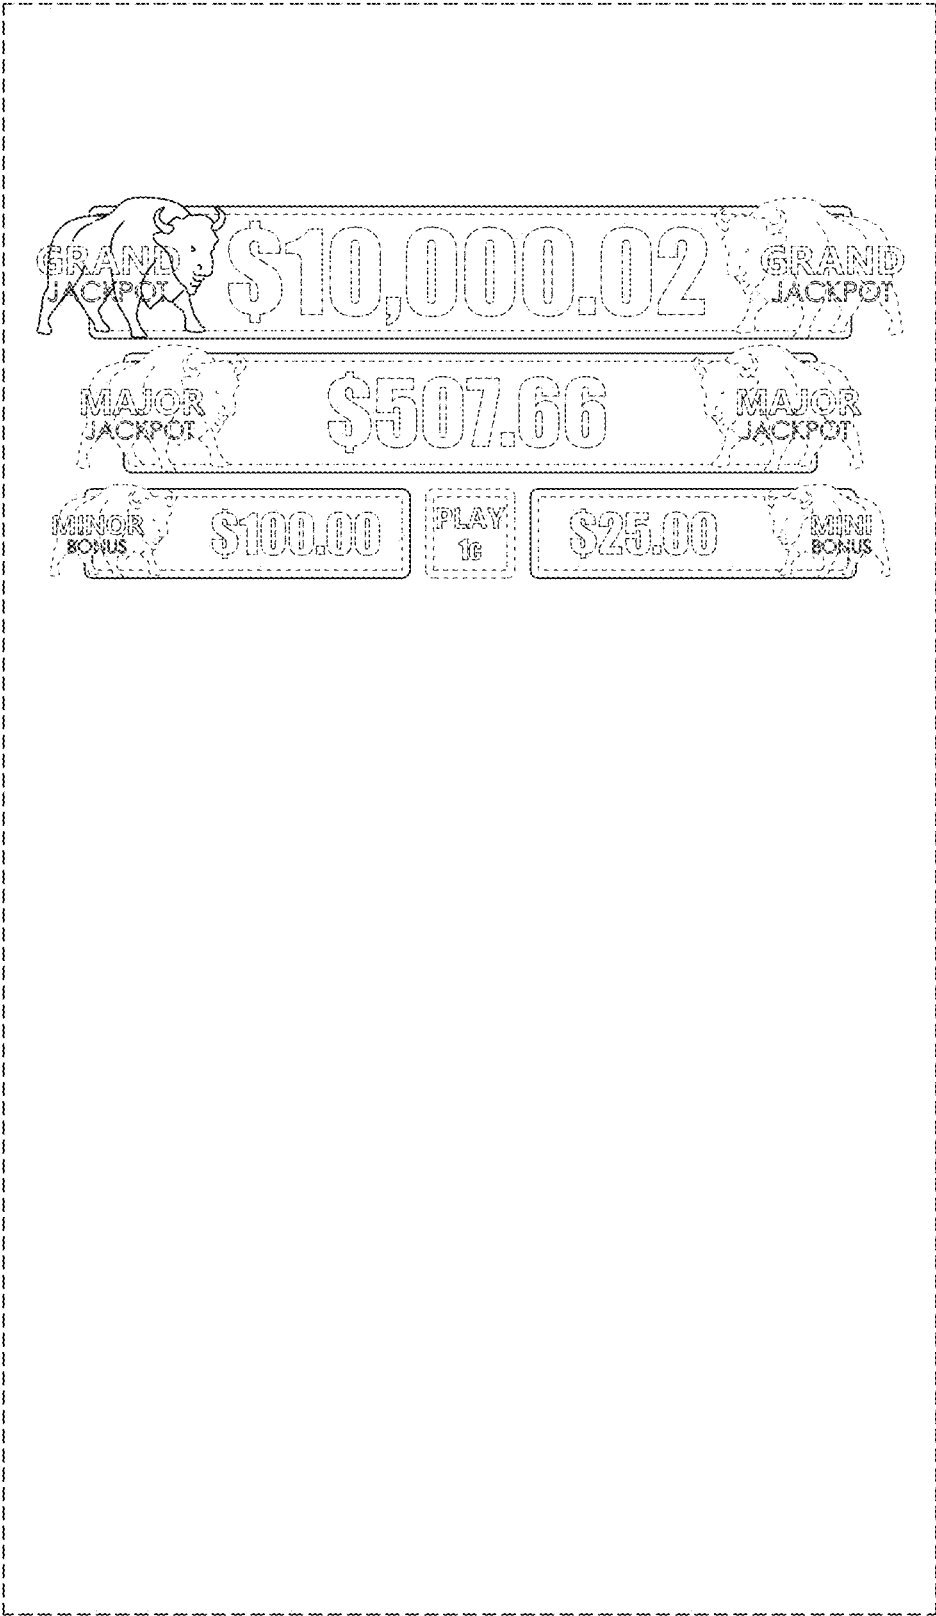 GRAND JACKPOT $10,000.02 GRAND JACKPOT
MAJOR JACKPOT $507.66 MAJOR JACKPOT
MINOR BONUS $100.00 PLAY 1¢ $25.00 MINI BONUS